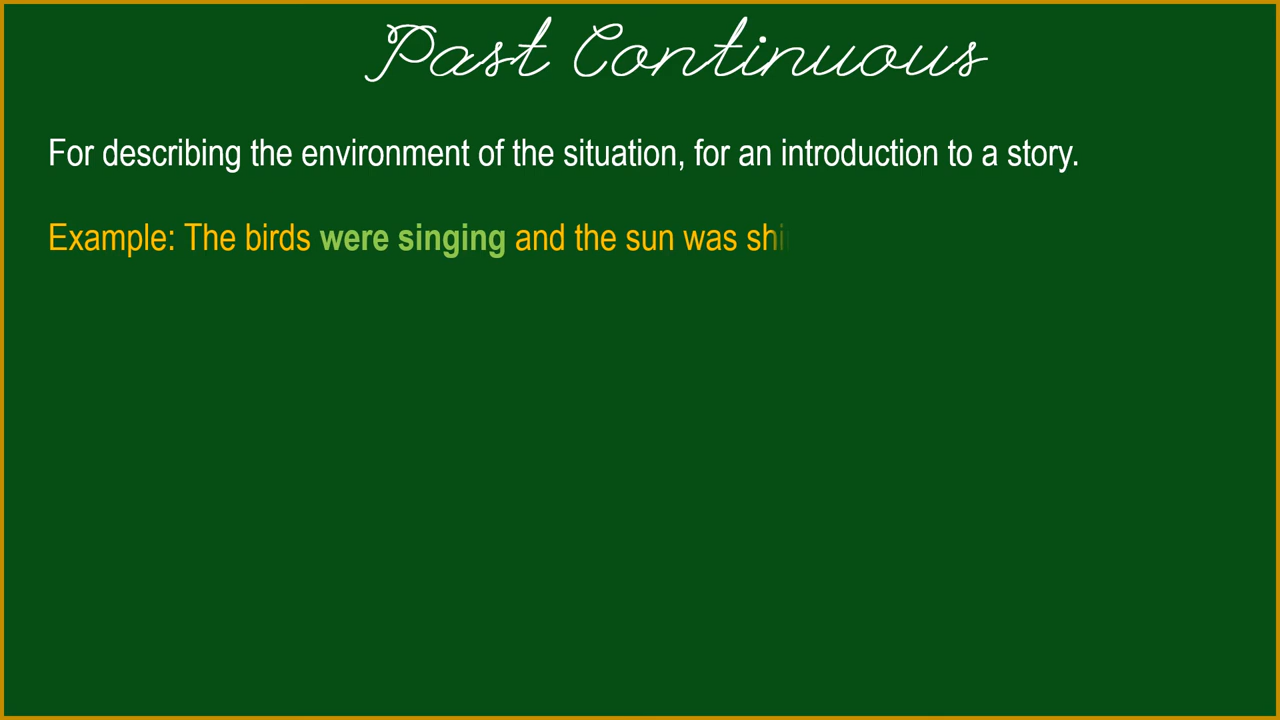 Past Continuous
For describing the environment of the situation, for an introduction to a story.
Example: The birds were singing and the sun was